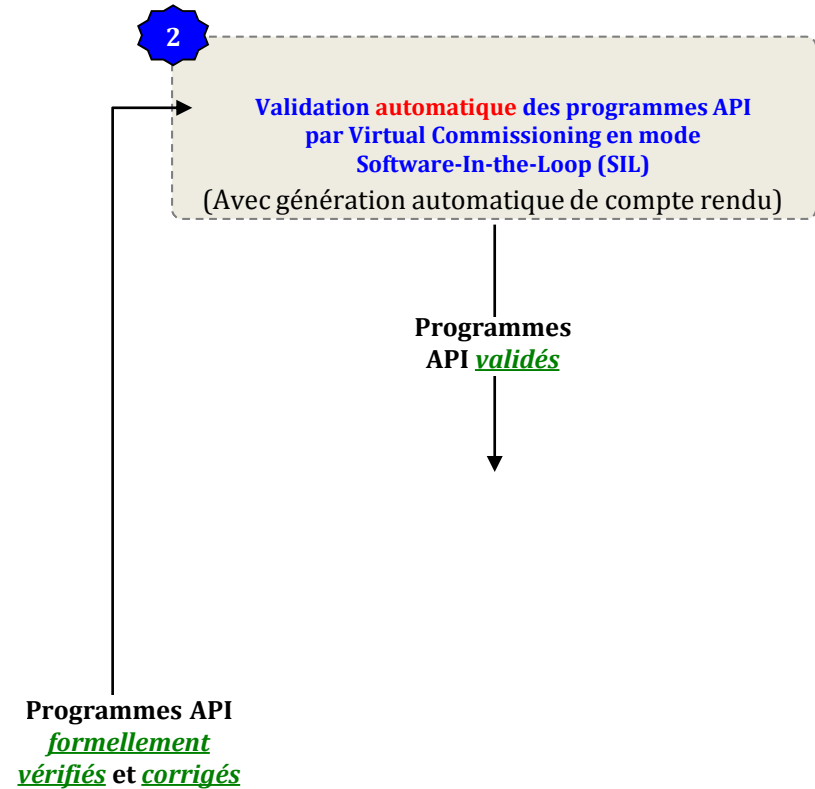 2
Validation automatique des programmes API
par Virtual Commissioning en mode
Software-In-the-Loop (SIL)
(Avec génération automatique de compte rendu)
Programmes
API validés
Programmes API
formellement
vérifiés et corrigés